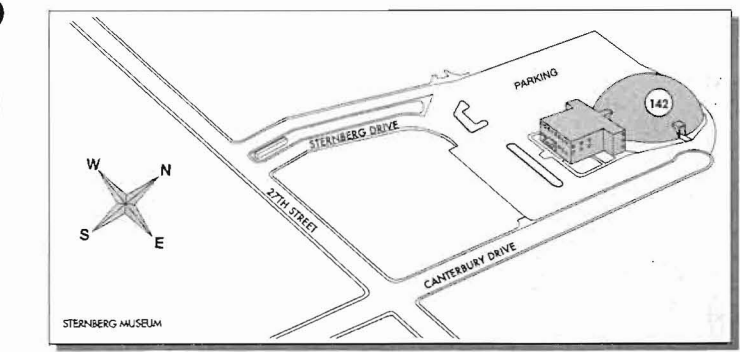 PARKING
142
STERNBERG DRIVE
W
N
27TH STREET
S
E
CANTERBURY DRIVE
STERNBERG MUSEUM